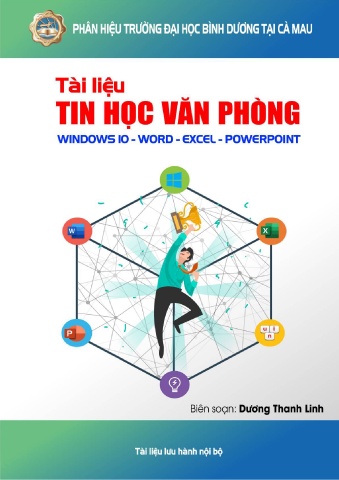 PHÂN HIỆU TRƯỜNG ĐẠI HỌC BÌNH DƯƠNG TẠI CÀ MAU
Tài liệu
TIN HỌC VĂN PHÒNG
WINDOWS 10 - WORD - EXCEL - POWERPOINT
W
X
P
Biên soạn: Dương Thanh Linh
Tài liệu lưu hành nội bộ